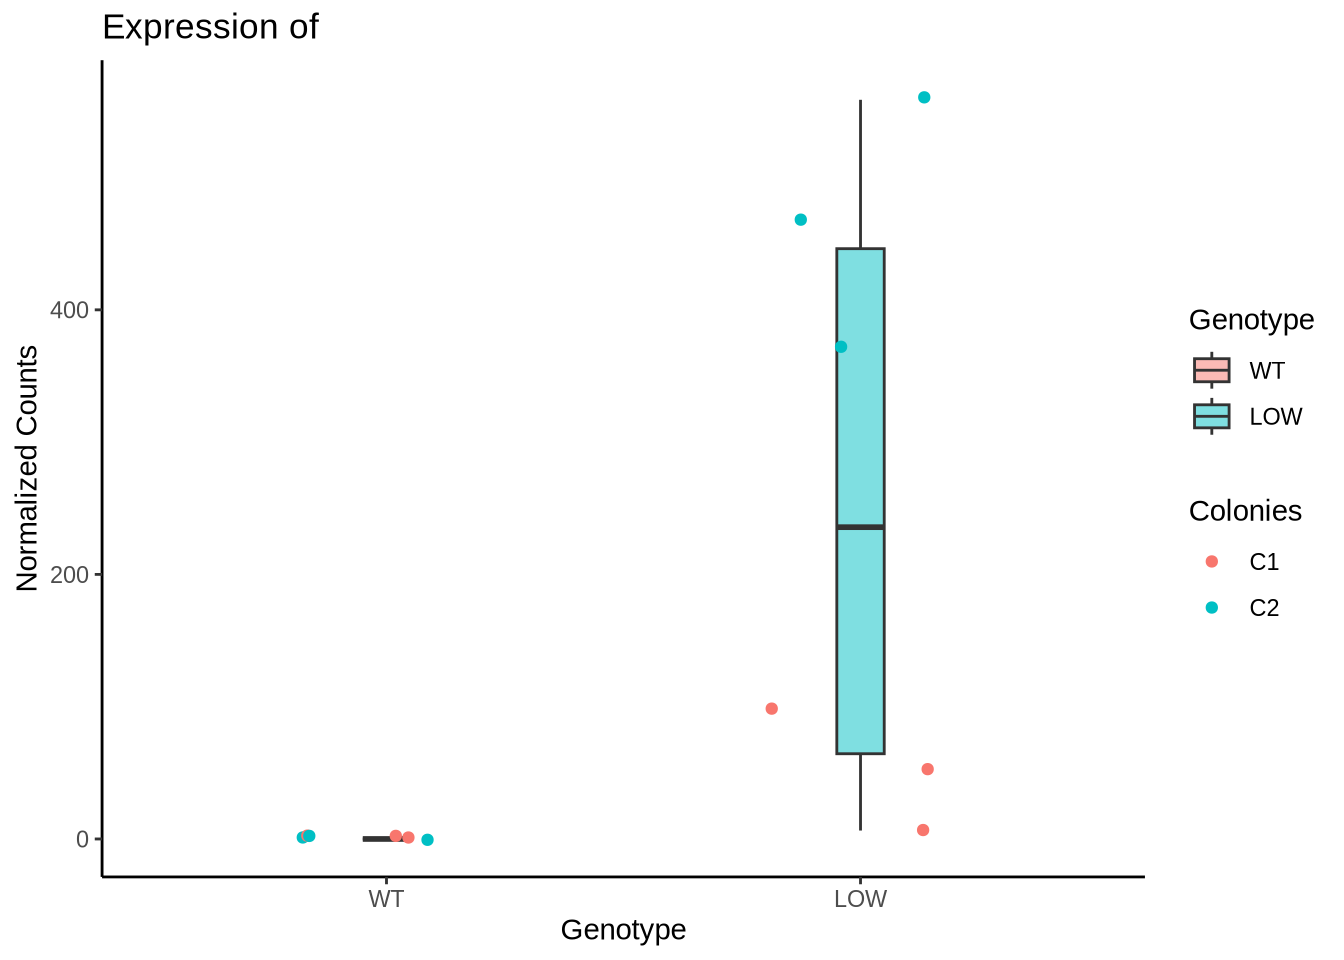 Expression of
Normalized Counts
400
200
0
WT
LOW
Genotype
Genotype
WT
LOW
Colonies
C1
C2